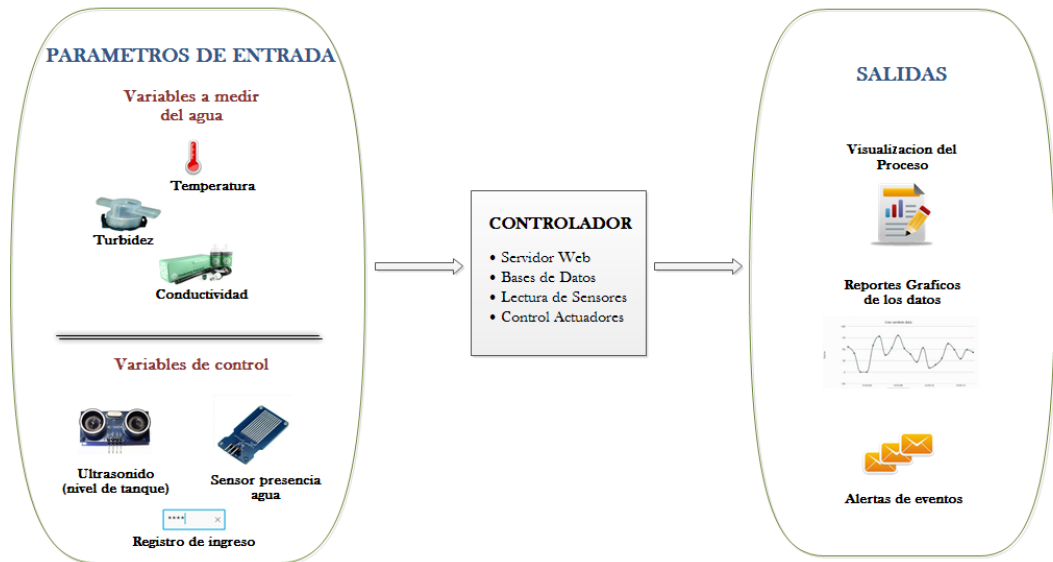 PARAMETROS DE ENTRADA
Variables a medir
del agua
Temperatura
Turbidez
Conductividad
Variables de control
Ultrasonido
(nivel de tanque)
Sensor presencia
agua
****
Registro de ingreso
CONTROLADOR
• Servidor Web
• Bases de Datos
• Lectura de Sensores
• Control Actuadores
SALIDAS
Visualizacion del
Proceso
Reportes Graficos
de los datos
Alertas de eventos